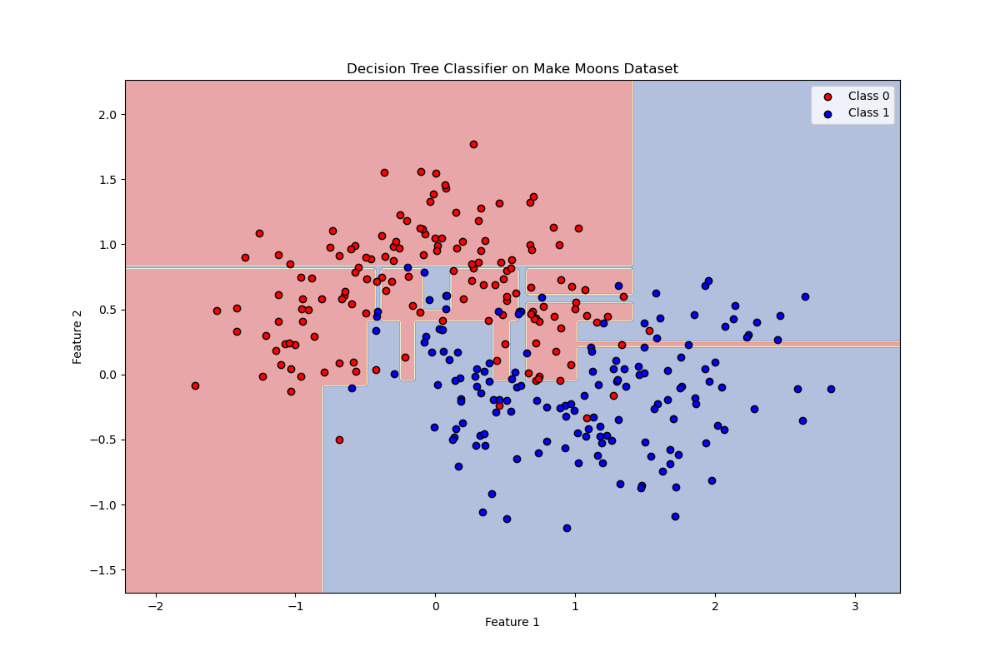 Decision Tree Classifier on Make Moons Dataset
Class 0
Class 1
2.0
1.5
1.0
0.5
0.0
−0.5
−1.0
−1.5
Feature 2
−2 −1 0 1 2 3
Feature 1